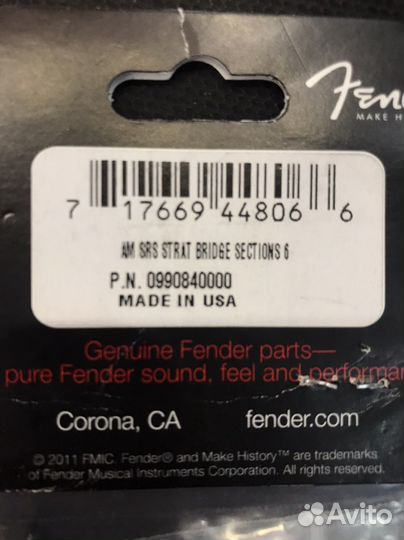 Fen
MAKE H
7 17669 44806 6
AM SRS STRAT BRIDGE SECTIONS 6
P.N. 0990840000
MADE IN USA
Genuine Fender parts—
pure Fender sound, feel and performan
Corona, CA fender.com
© 2011 FMIC. Fender® and Make History™ are trademarks
of Fender Musical Instruments Corporation. All rights reserved.
Avito